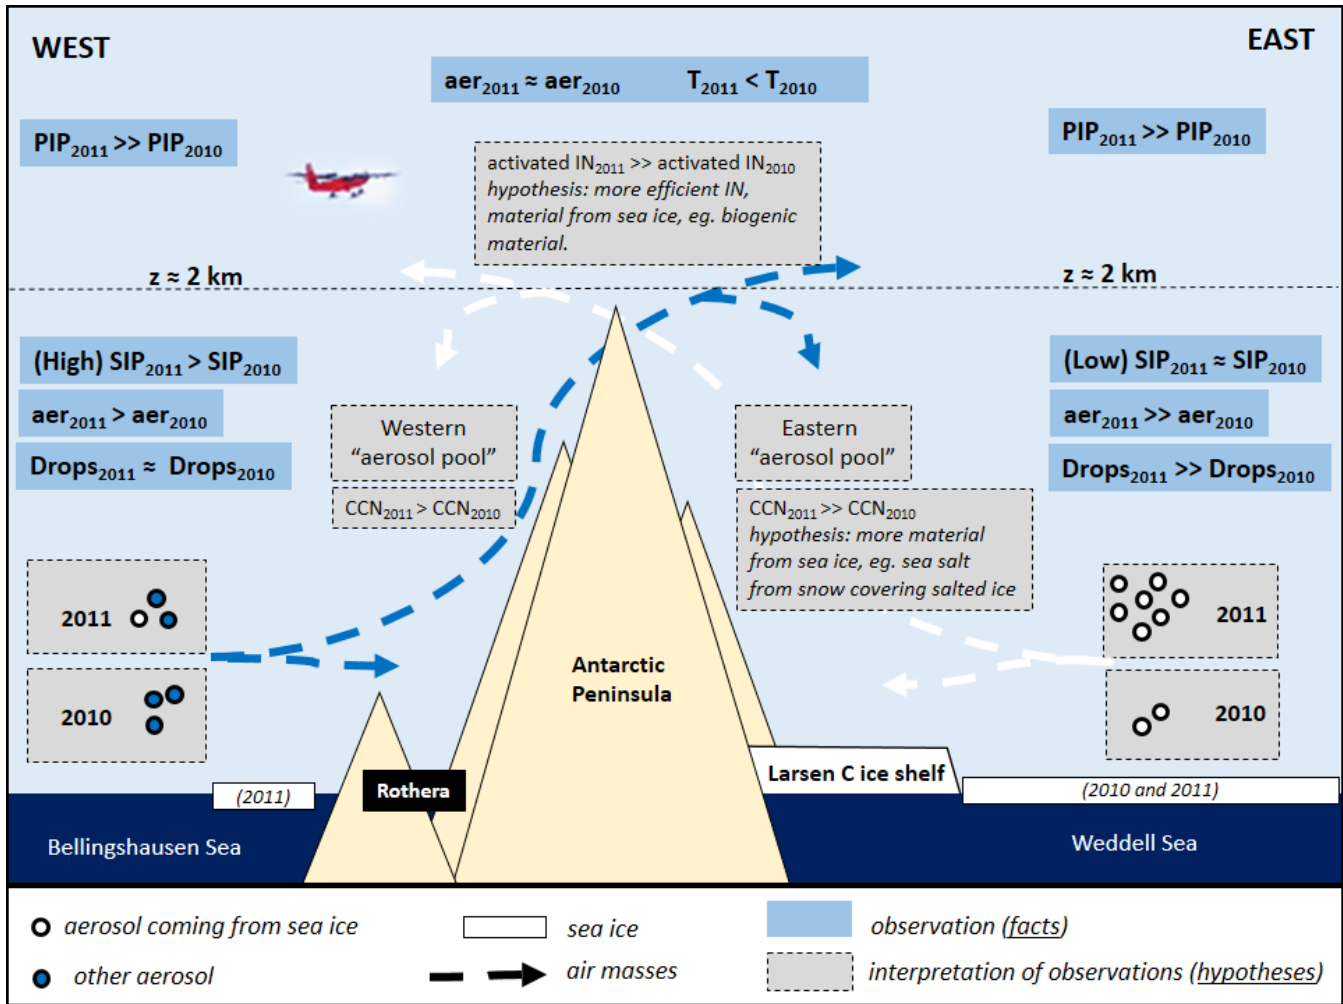 WEST
EAST
aer2011 ≈ aer2010 T2011 < T2010
PIP2011 >> PIP2010
PIP2011 >> PIP2010
activated IN2011 >> activated IN2010
hypothesis: more efficient IN,
material from sea ice, eg. biogenic
material.
z ≈ 2 km
z ≈ 2 km
(High) SIP2011 > SIP2010
aer2011 > aer2010
Drops2011 ≈ Drops2010
(Low) SIP2011 ≈ SIP2010
aer2011 >> aer2010
Drops2011 >> Drops2010
Western
“aerosol pool”
CCN2011 > CCN2010
Eastern
“aerosol pool”
CCN2011 >> CCN2010
hypothesis: more material
from sea ice, eg. sea salt
from snow covering salted ice
2011
2010
2011
2010
Antarctic
Peninsula
Rothera
Larsen C ice shelf
(2011)
(2010 and 2011)
Bellingshausen Sea
Weddell Sea
aerosol coming from sea ice
sea ice
observation (facts)
other aerosol
air masses
interpretation of observations (hypotheses)